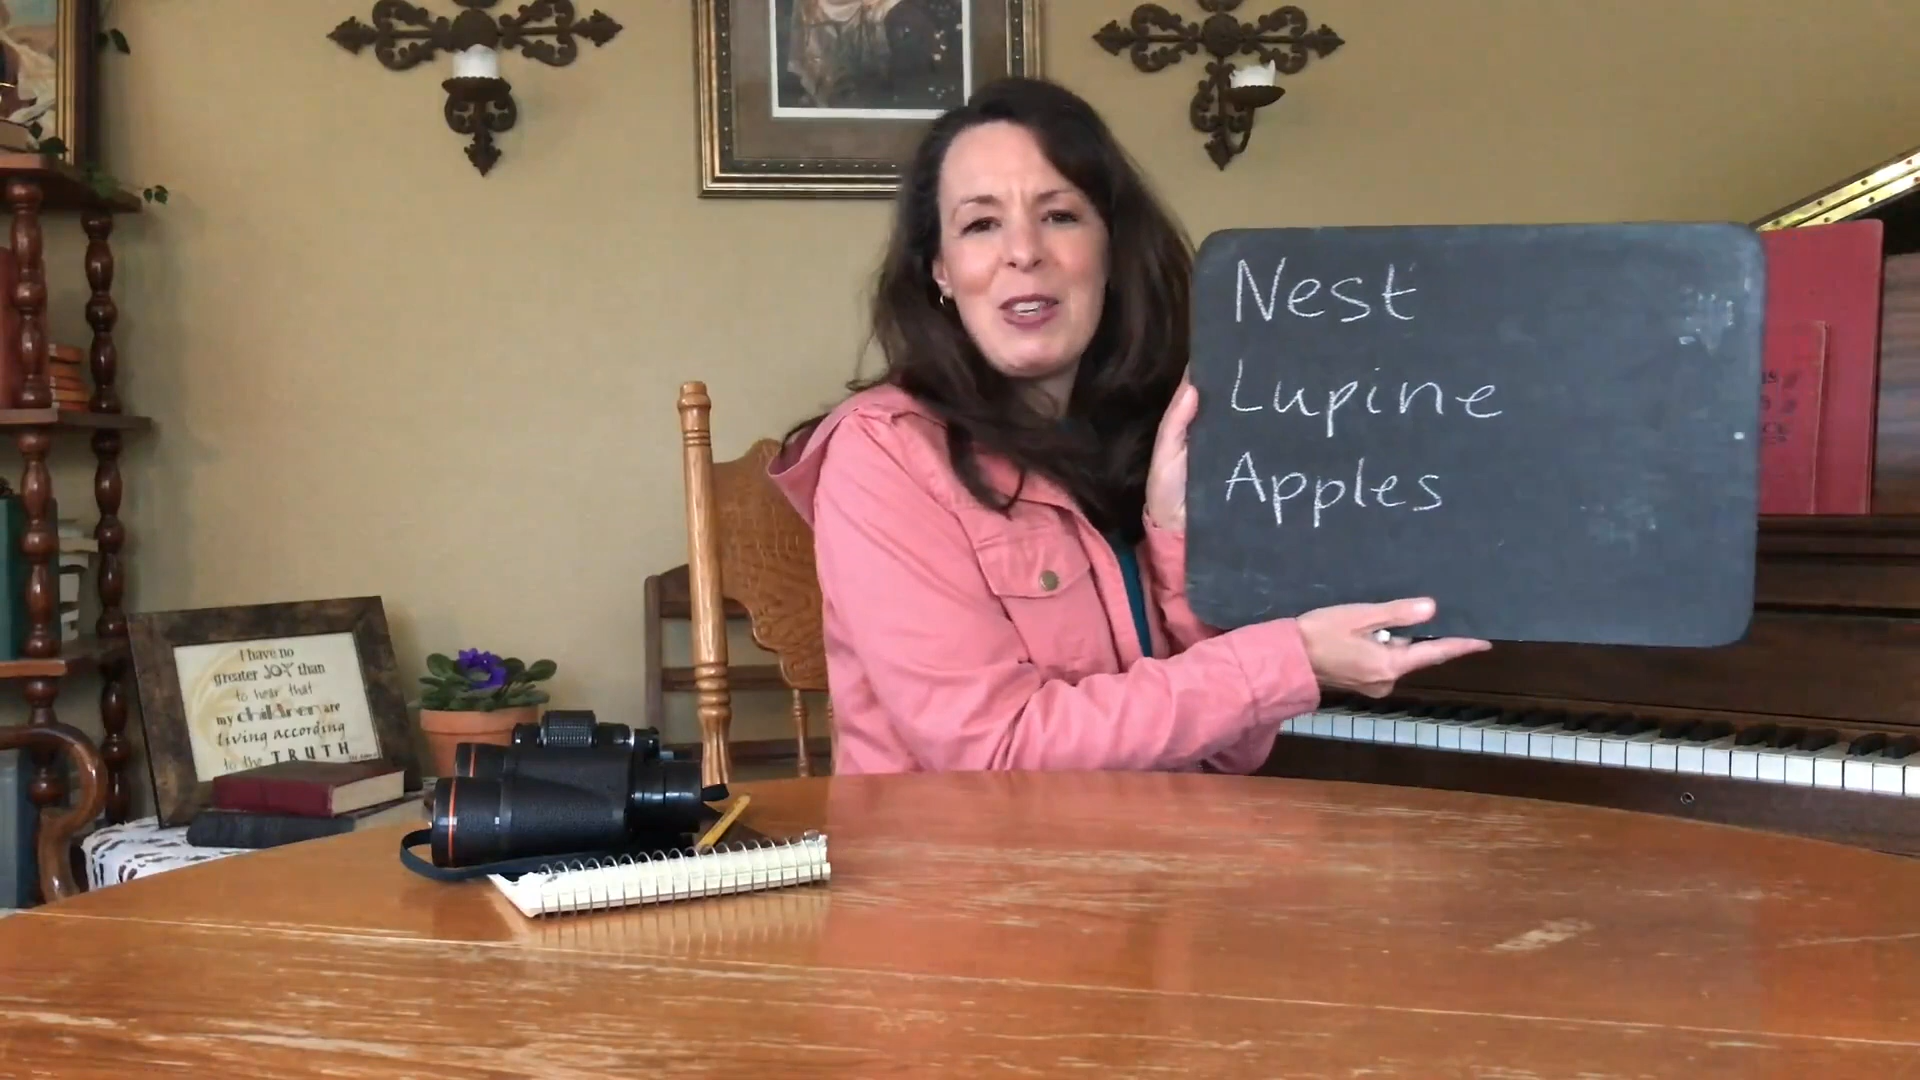 Nest
Lupine
Apples
I have no
greater JOY than
to hear that
my children are
living according
to the TRUTH